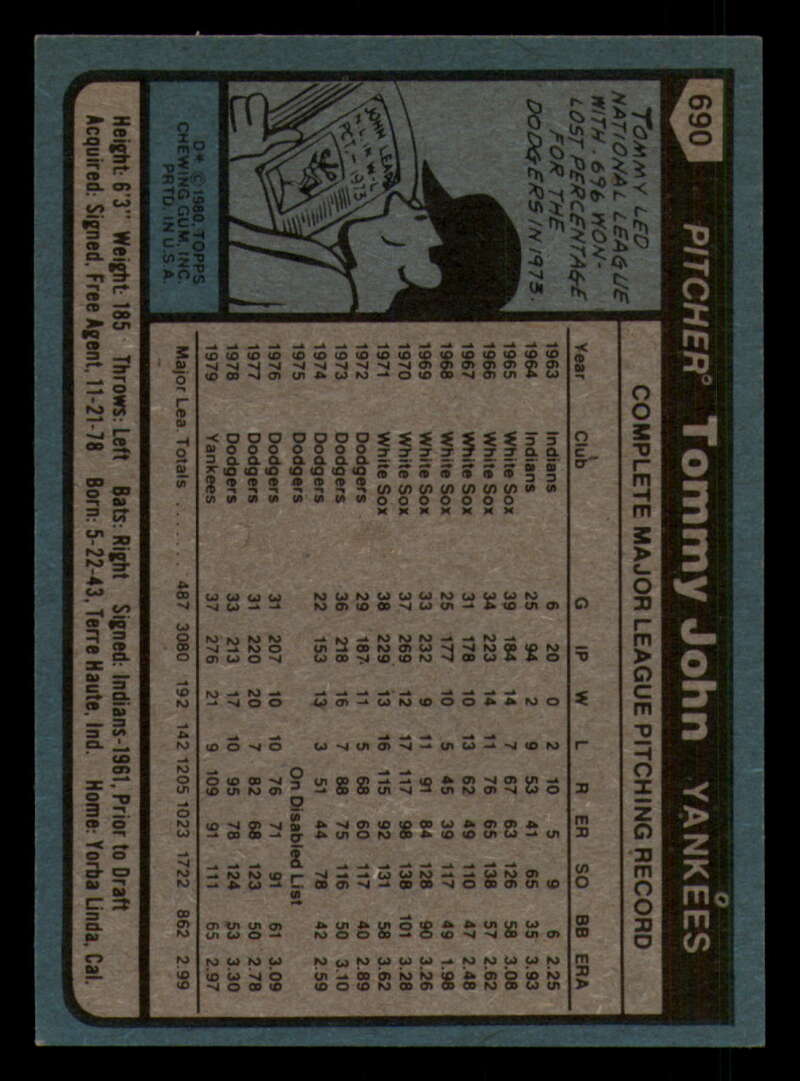 690
PITCHER Tommy John YANKEES
TOMMY LED
NATIONAL LEAGUE
WITH .696 WON-
LOST PERCENTAGE
FOR THE
DODGERS IN 1973.
JOHN LEADS
N.L. IN W-L
PCT. - 1973
D* © 1980 TOPPS
CHEWING GUM, INC.
PRTD. IN U.S.A.
COMPLETE MAJOR LEAGUE PITCHING RECORD
Year Club G IP W L R ER SO BB ERA
1963 Indians 6 20 0 2 10 5 9 6 2.25
1964 Indians 25 94 2 9 53 41 65 35 3.93
1965 White Sox 39 184 14 7 67 63 126 58 3.08
1966 White Sox 34 223 14 11 76 65 138 57 2.62
1967 White Sox 31 178 10 13 62 49 110 47 2.48
1968 White Sox 25 177 10 5 45 39 117 49 1.98
1969 White Sox 33 232 9 11 91 84 128 90 3.26
1970 White Sox 37 269 12 17 117 98 138 101 3.28
1971 White Sox 38 229 13 16 115 92 131 58 3.62
1972 Dodgers 29 187 11 5 68 60 117 40 2.89
1973 Dodgers 36 218 16 7 88 75 116 50 3.10
1974 Dodgers 22 153 13 3 51 44 78 42 2.59
1975 Dodgers On Disabled List
1976 Dodgers 31 207 10 10 76 71 91 61 3.09
1977 Dodgers 31 220 20 7 82 68 123 50 2.78
1978 Dodgers 33 213 17 10 95 78 124 53 3.30
1979 Yankees 37 276 21 9 109 91 111 65 2.97
Major Lea. Totals . . . . . . 487 3080 192 142 1205 1023 1722 862 2.99
Height: 6'3" Weight: 185 Throws: Left Bats: Right Signed: Indians-1961, Prior to Draft
Acquired: Signed, Free Agent, 11-21-78 Born: 5-22-43, Terre Haute, Ind. Home: Yorba Linda, Cal.